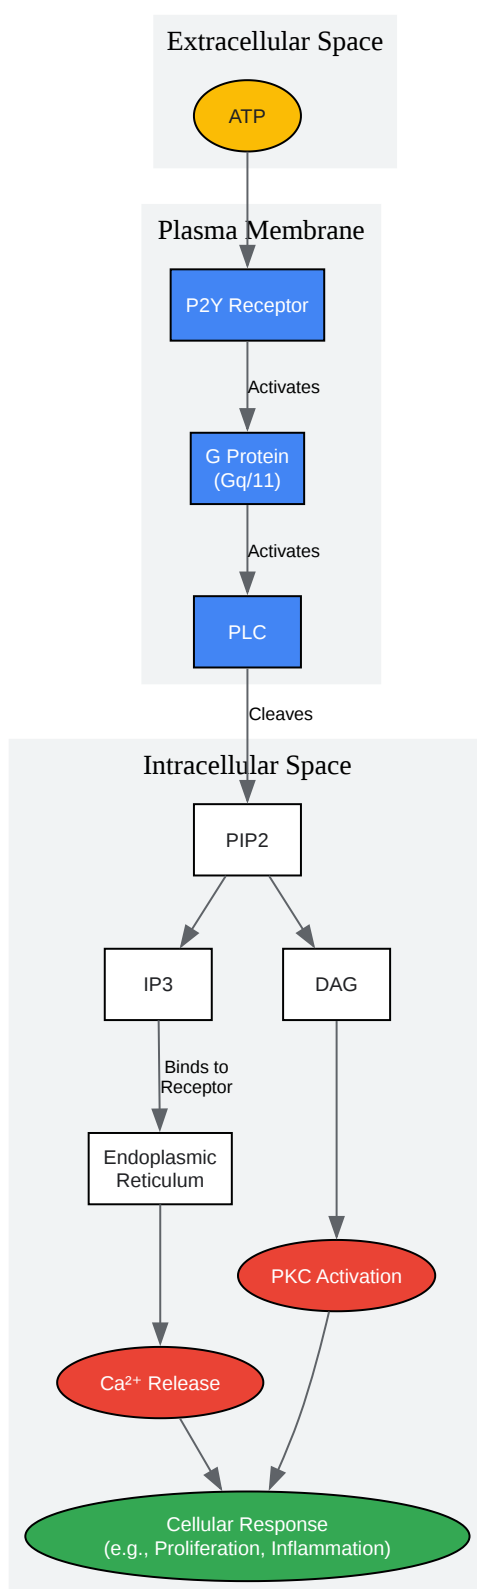 Extracellular Space
ATP
Plasma Membrane
P2Y Receptor
Activates
G Protein
(Gq/11)
Activates
PLC
Cleaves
Intracellular Space
PIP2
IP3
DAG
Binds to
Receptor
Endoplasmic
Reticulum
PKC Activation
Ca²⁺ Release
Cellular Response
(e.g., Proliferation, Inflammation)